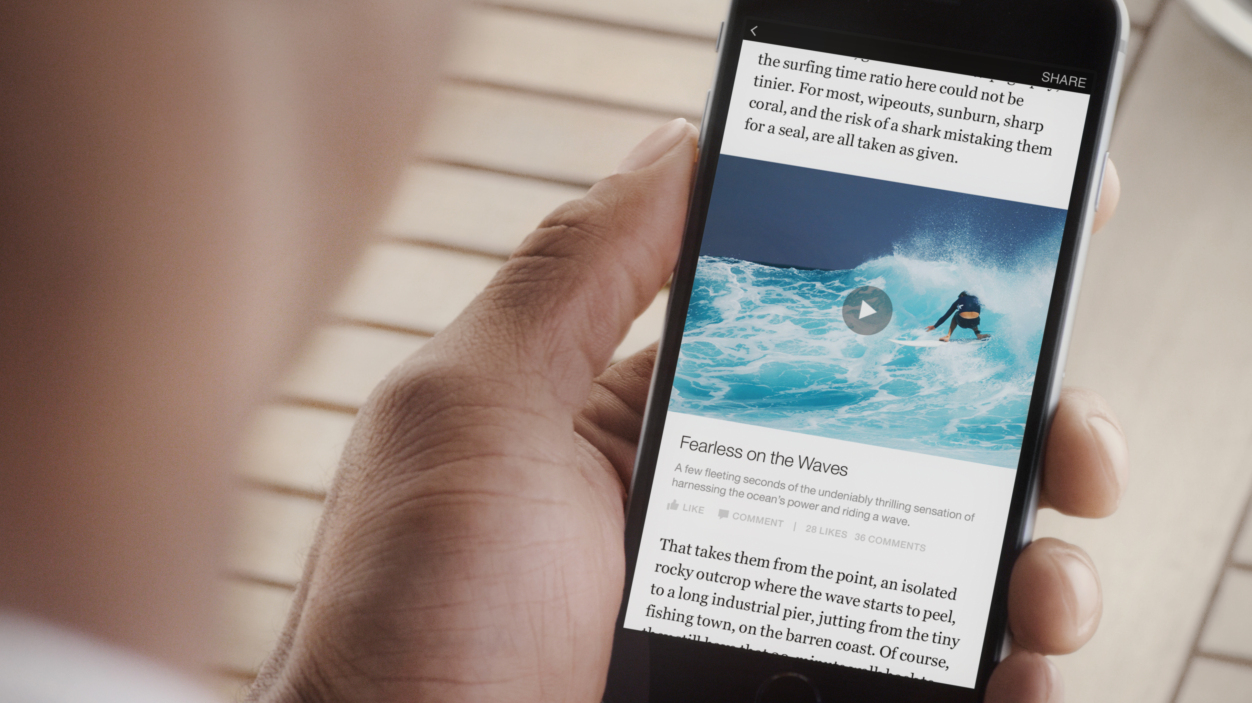 SHARE
the surfing time ratio here could not be
tinier. For most, wipeouts, sunburn, sharp
coral, and the risk of a shark mistaking them
for a seal, are all taken as given.
Fearless on the Waves
A few fleeting seconds of the undeniably thrilling sensation of
harnessing the ocean's power and riding a wave.
LIKE COMMENT | 28 LIKES 36 COMMENTS
That takes them from the point, an isolated
rocky outcrop where the wave starts to peel,
to a long industrial pier, jutting from the tiny
fishing town, on the barren coast. Of course,